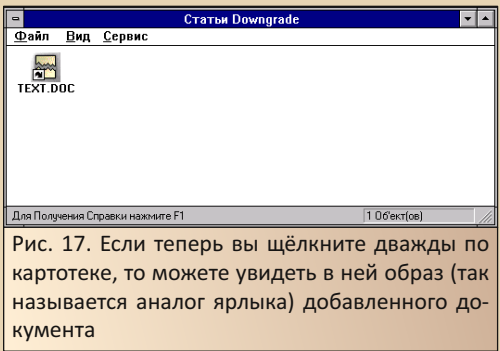 Статьи Downgrade
Файл Вид Сервис
TEXT.DOC
Для Получения Справки нажмите F1 1 Об'ект(ов)
Рис. 17. Если теперь вы щёлкните дважды по
картотеке, то можете увидеть в ней образ (так
называется аналог ярлыка) добавленного до-
кумента